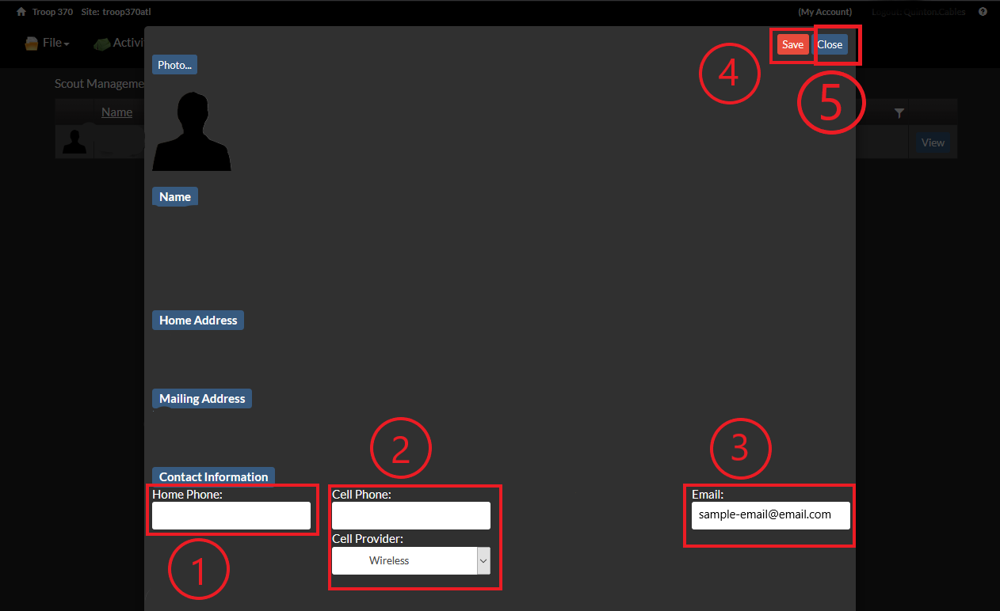 Troop 370 Site: troop370atl (My Account) Logout: Quinton.Cables
File Activi
Save Close
4
5
Photo...
Scout Manageme
Name
View
Name
Home Address
Mailing Address
2
3
Contact Information
Home Phone: Cell Phone: Email:
sample-email@email.com
Cell Provider:
Wireless
1